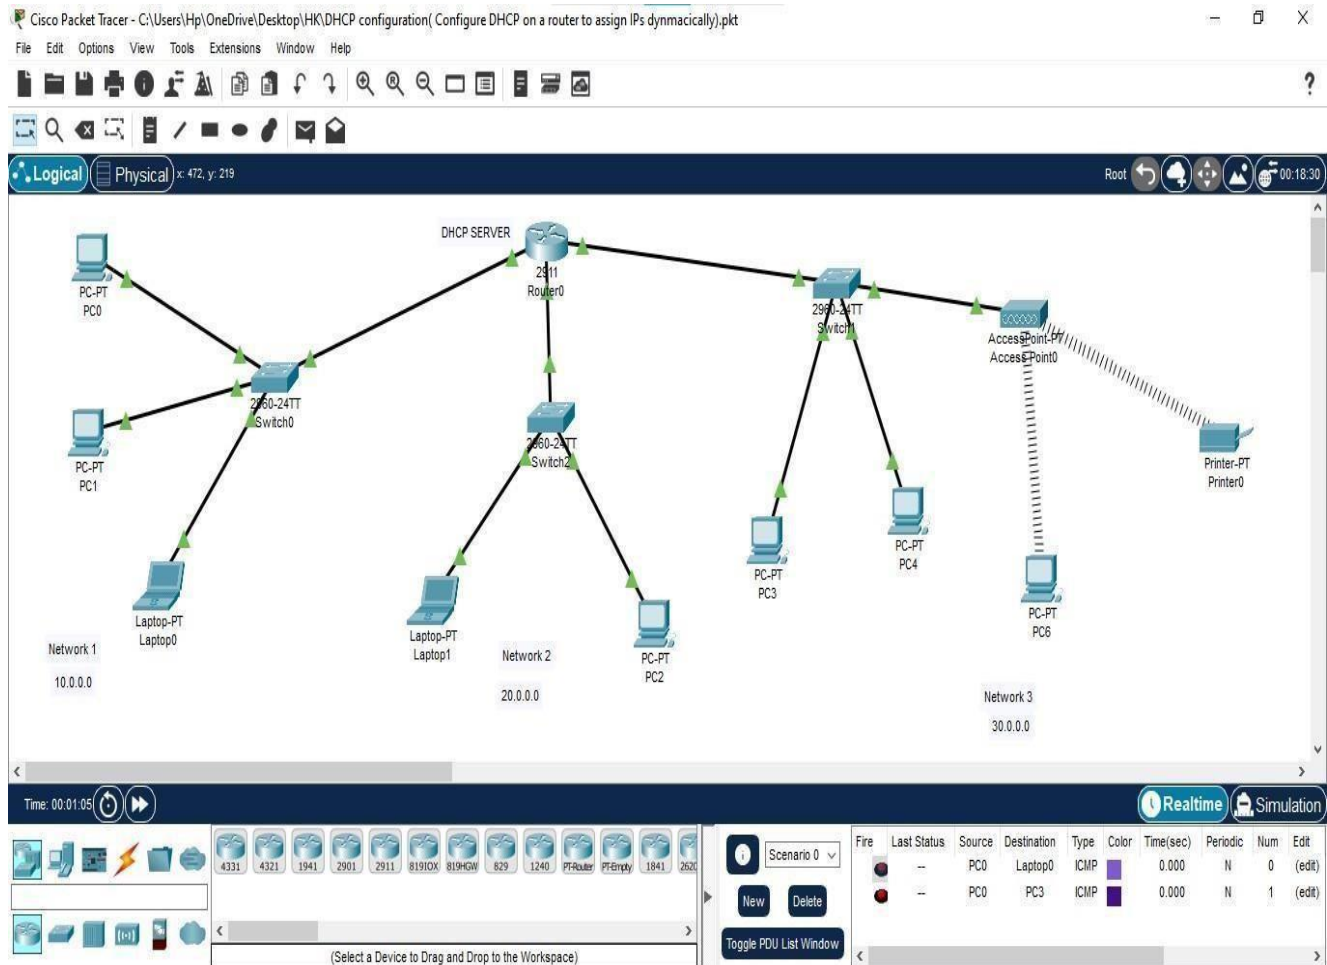 Cisco Packet Tracer - C:\Users\Hp\OneDrive\Desktop\HK\DHCP configuration( Configure DHCP on a router to assign IPs dynmacically).pkt
File Edit Options View Tools Extensions Window Help
?
Logical Physical x: 472, y: 219 Root 00:18:30
DHCP SERVER
2911
Router0
PC-PT
PC0
2960-24TT
Switch0
PC-PT
PC1
Laptop-PT
Laptop0
Network 1
10.0.0.0
2960-24TT
Switch2
Laptop-PT
Laptop1
PC-PT
PC2
Network 2
20.0.0.0
2960-24TT
Switch1
AccessPoint-PT
Access Point0
Printer-PT
Printer0
PC-PT
PC3
PC-PT
PC4
PC-PT
PC6
Network 3
30.0.0.0
Time: 00:01:05 Realtime Simulation
4331 4321 1941 2901 2911 819IOX 819HGW 829 1240 PT-Router PT-Empty 1841 262
(Select a Device to Drag and Drop to the Workspace)
Scenario 0
New Delete
Toggle PDU List Window
Fire Last Status Source Destination Type Color Time(sec) Periodic Num Edit
-- PC0 Laptop0 ICMP 0.000 N 0 (edit)
-- PC0 PC3 ICMP 0.000 N 1 (edit)